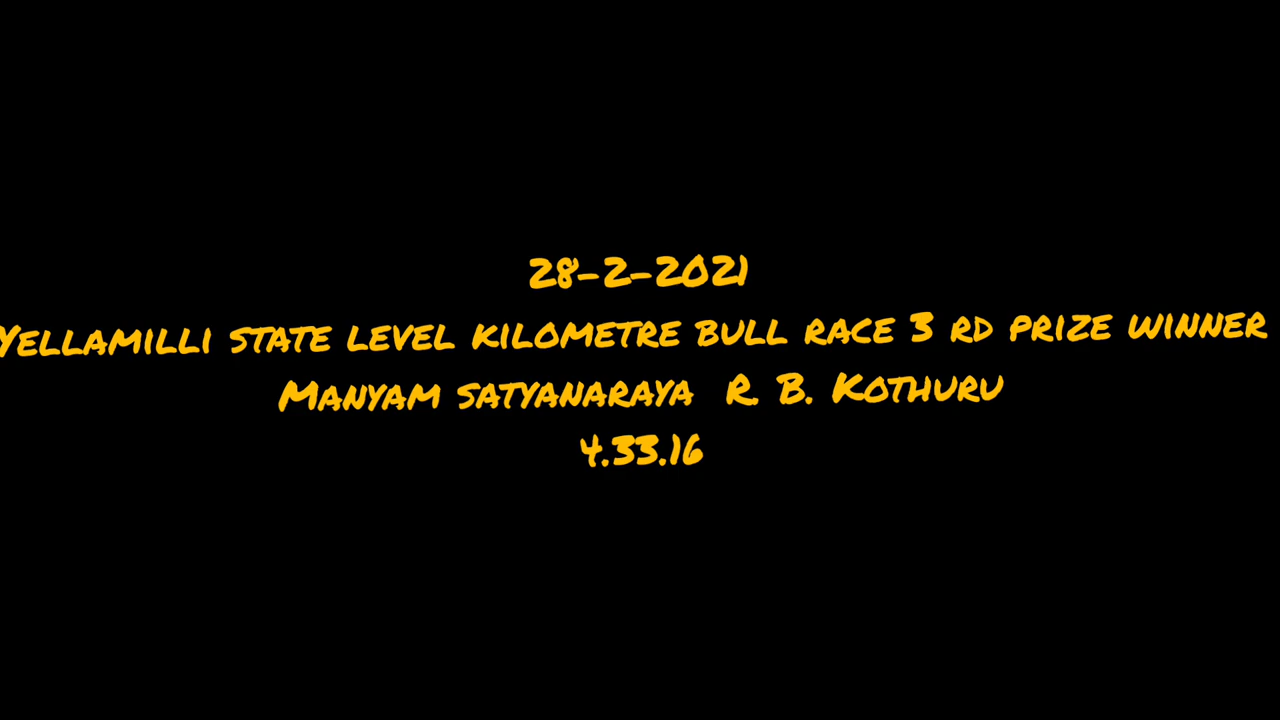 28-2-2021
Yellamilli state level kilometre bull race 3 rd prize winner
Manyam satyanaraya R. B. Kothuru
4.33.16